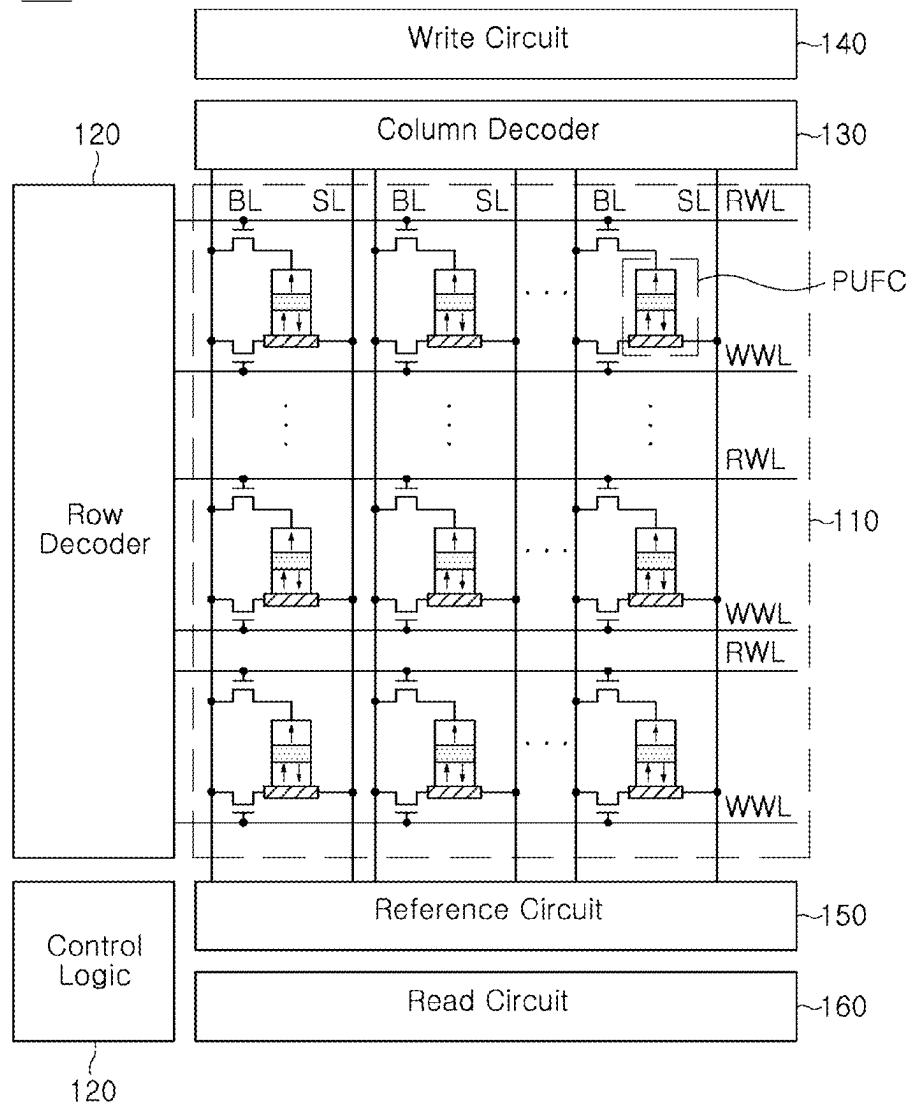 Write Circuit
140
Column Decoder
130
120
BL SL BL SL BL SL RWL
PUFC
WWL
RWL
Row
Decoder
110
WWL
RWL
WWL
Reference Circuit
150
Control
Logic
Read Circuit
160
120